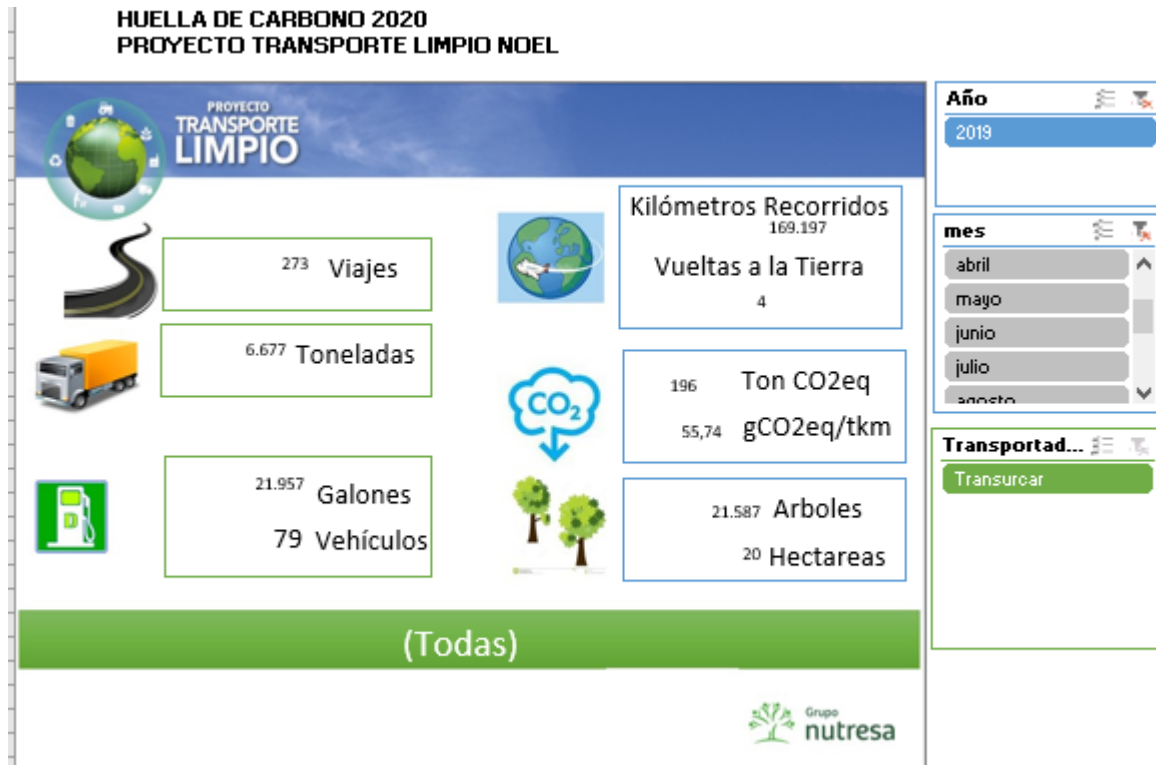 HUELLA DE CARBONO 2020
PROYECTO TRANSPORTE LIMPIO NOEL
PROYECTO
TRANSPORTE
LIMPIO
273 Viajes
6.677 Toneladas
21.957 Galones
79 Vehículos
Kilómetros Recorridos
169.197
Vueltas a la Tierra
4
CO2
196 Ton CO2eq
55,74 gCO2eq/tkm
21.587 Arboles
20 Hectareas
D
(Todas)
Grupo
nutresa
Año
2019
mes
abril
mayo
junio
julio
agosto
Transportad...
Transurcar